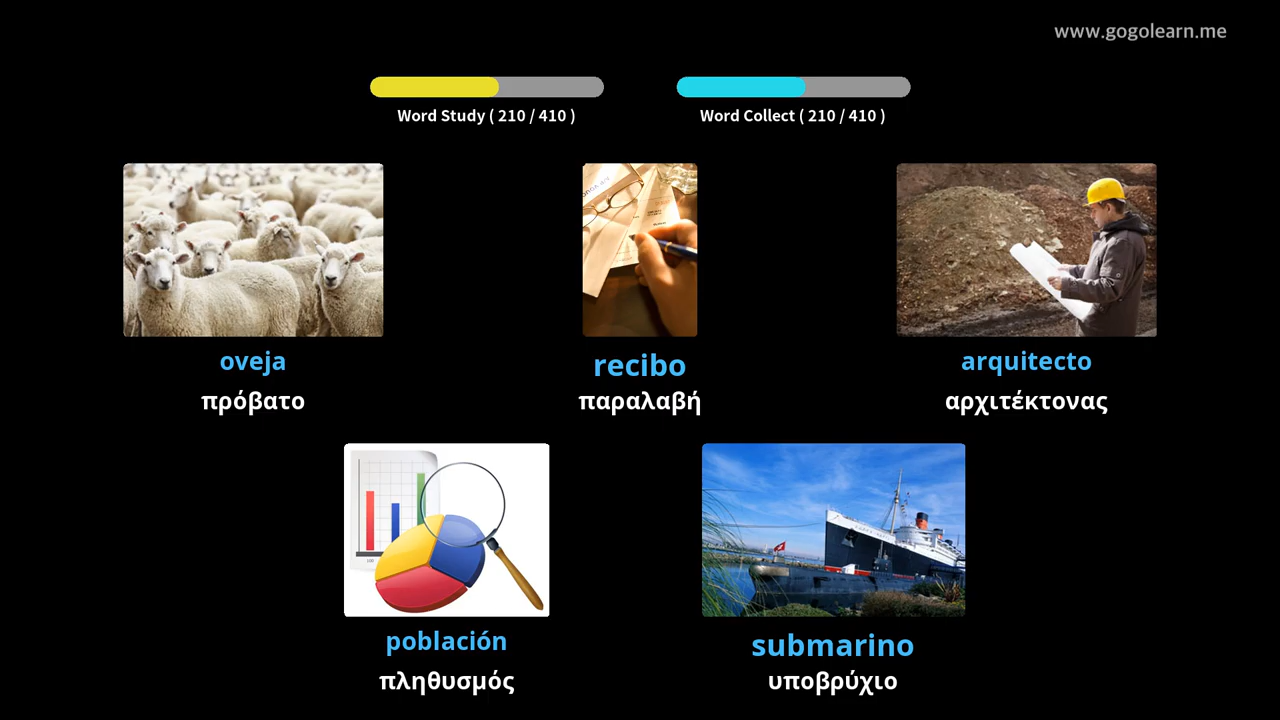 www.gogolearn.me
Word Study ( 210 / 410 )
Word Collect ( 210 / 410 )
oveja
recibo
arquitecto
πρόβατο
παραλαβή
αρχιτέκτονας
población
submarino
πληθυσμός
υποβρύχιο